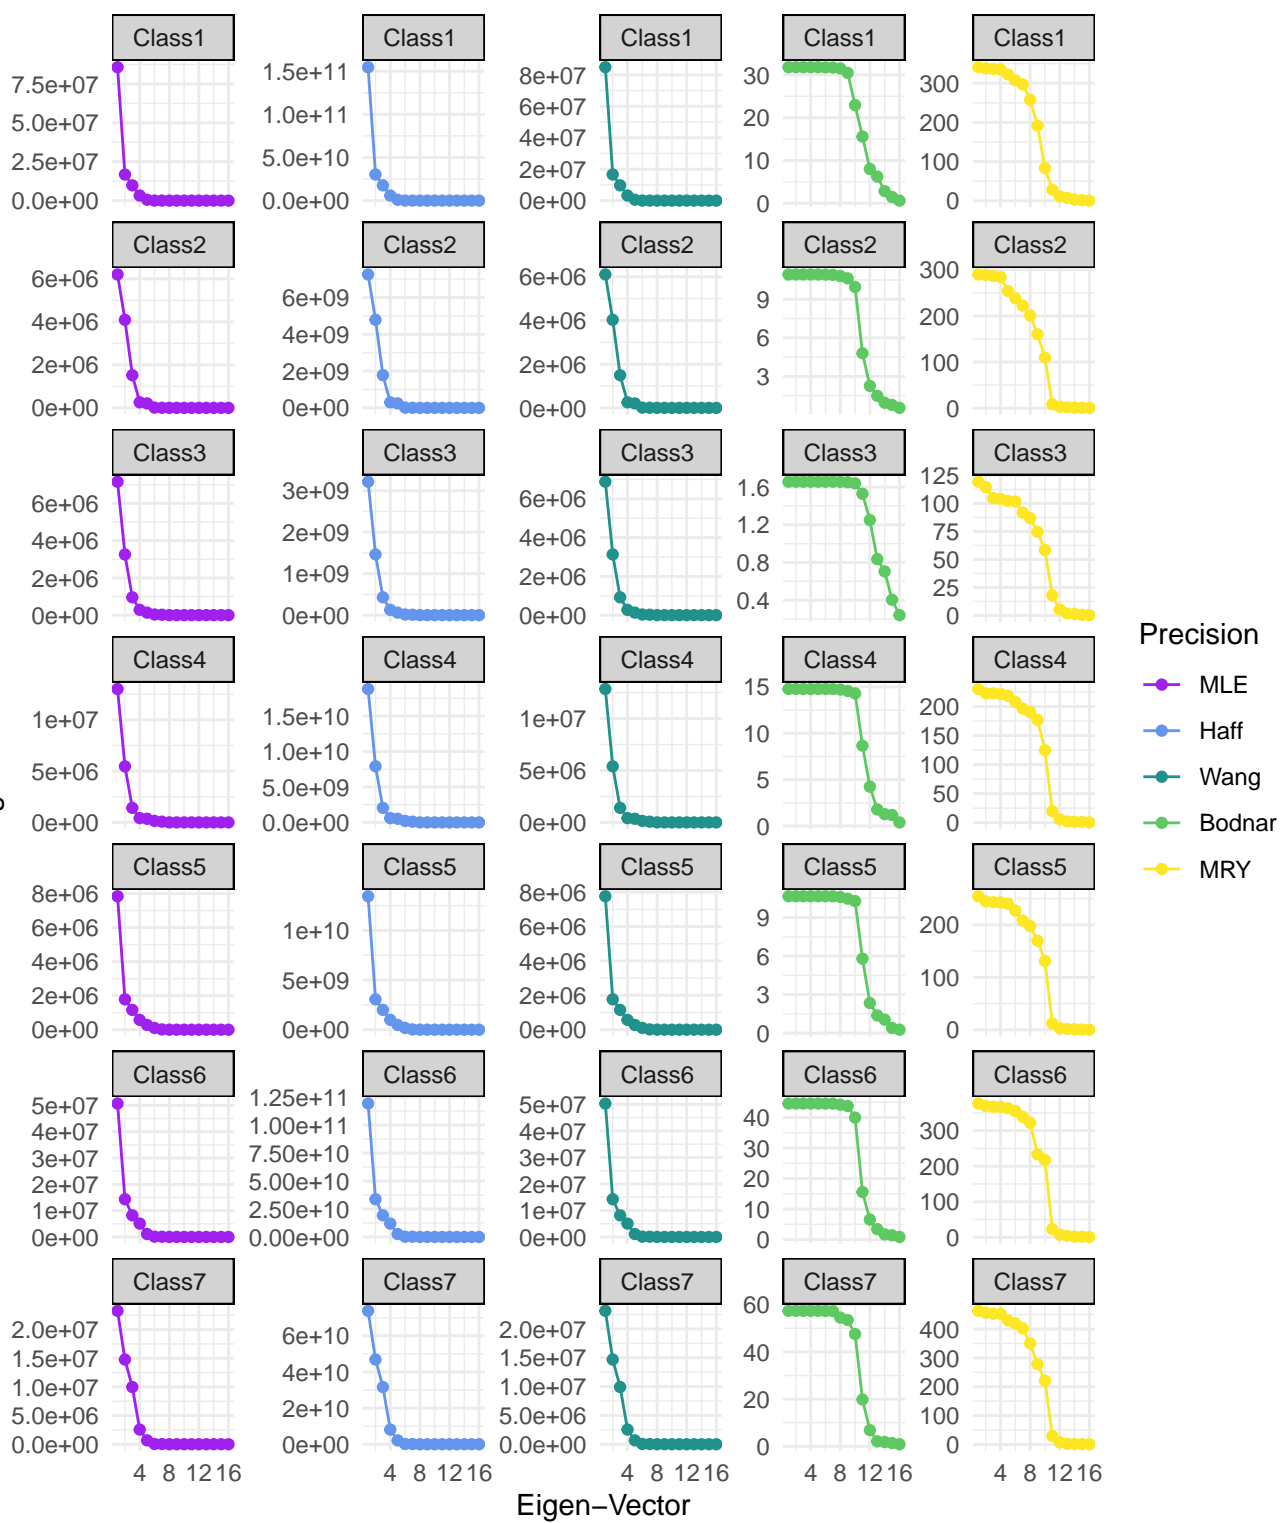 Class1 Class1 Class1 Class1 Class1
7.5e+07 5.0e+07 2.5e+07 0.0e+00
1.5e+11 1.0e+11 5.0e+10 0.0e+00
8e+07 6e+07 4e+07 2e+07 0e+00
30 20 10 0
300 200 100 0
Class2 Class2 Class2 Class2 Class2
6e+06 4e+06 2e+06 0e+00
6e+09 4e+09 2e+09 0e+00
6e+06 4e+06 2e+06 0e+00
9 6 3
300 200 100 0
Class3 Class3 Class3 Class3 Class3
6e+06 4e+06 2e+06 0e+00
3e+09 2e+09 1e+09 0e+00
6e+06 4e+06 2e+06 0e+00
1.6 1.2 0.8 0.4
125 100 75 50 25 0
Class4 Class4 Class4 Class4 Class4
1e+07 5e+06 0e+00
1.5e+10 1.0e+10 5.0e+09 0.0e+00
1e+07 5e+06 0e+00
15 10 5 0
200 150 100 50 0
Class5 Class5 Class5 Class5 Class5
8e+06 6e+06 4e+06 2e+06 0e+00
1e+10 5e+09 0e+00
8e+06 6e+06 4e+06 2e+06 0e+00
9 6 3 0
200 100 0
Class6 Class6 Class6 Class6 Class6
5e+07 4e+07 3e+07 2e+07 1e+07 0e+00
1.25e+11 1.00e+11 7.50e+10 5.00e+10 2.50e+10 0.00e+00
5e+07 4e+07 3e+07 2e+07 1e+07 0e+00
40 30 20 10 0
300 200 100 0
Class7 Class7 Class7 Class7 Class7
2.0e+07 1.5e+07 1.0e+07 5.0e+06 0.0e+00
6e+10 4e+10 2e+10 0e+00
2.0e+07 1.5e+07 1.0e+07 5.0e+06 0.0e+00
60 40 20 0
400 300 200 100 0
4 8 12 16 4 8 12 16 4 8 12 16 4 8 12 16 4 8 12 16
Eigen−Vector
Precision
MLE
Haff
Wang
Bodnar
MRY